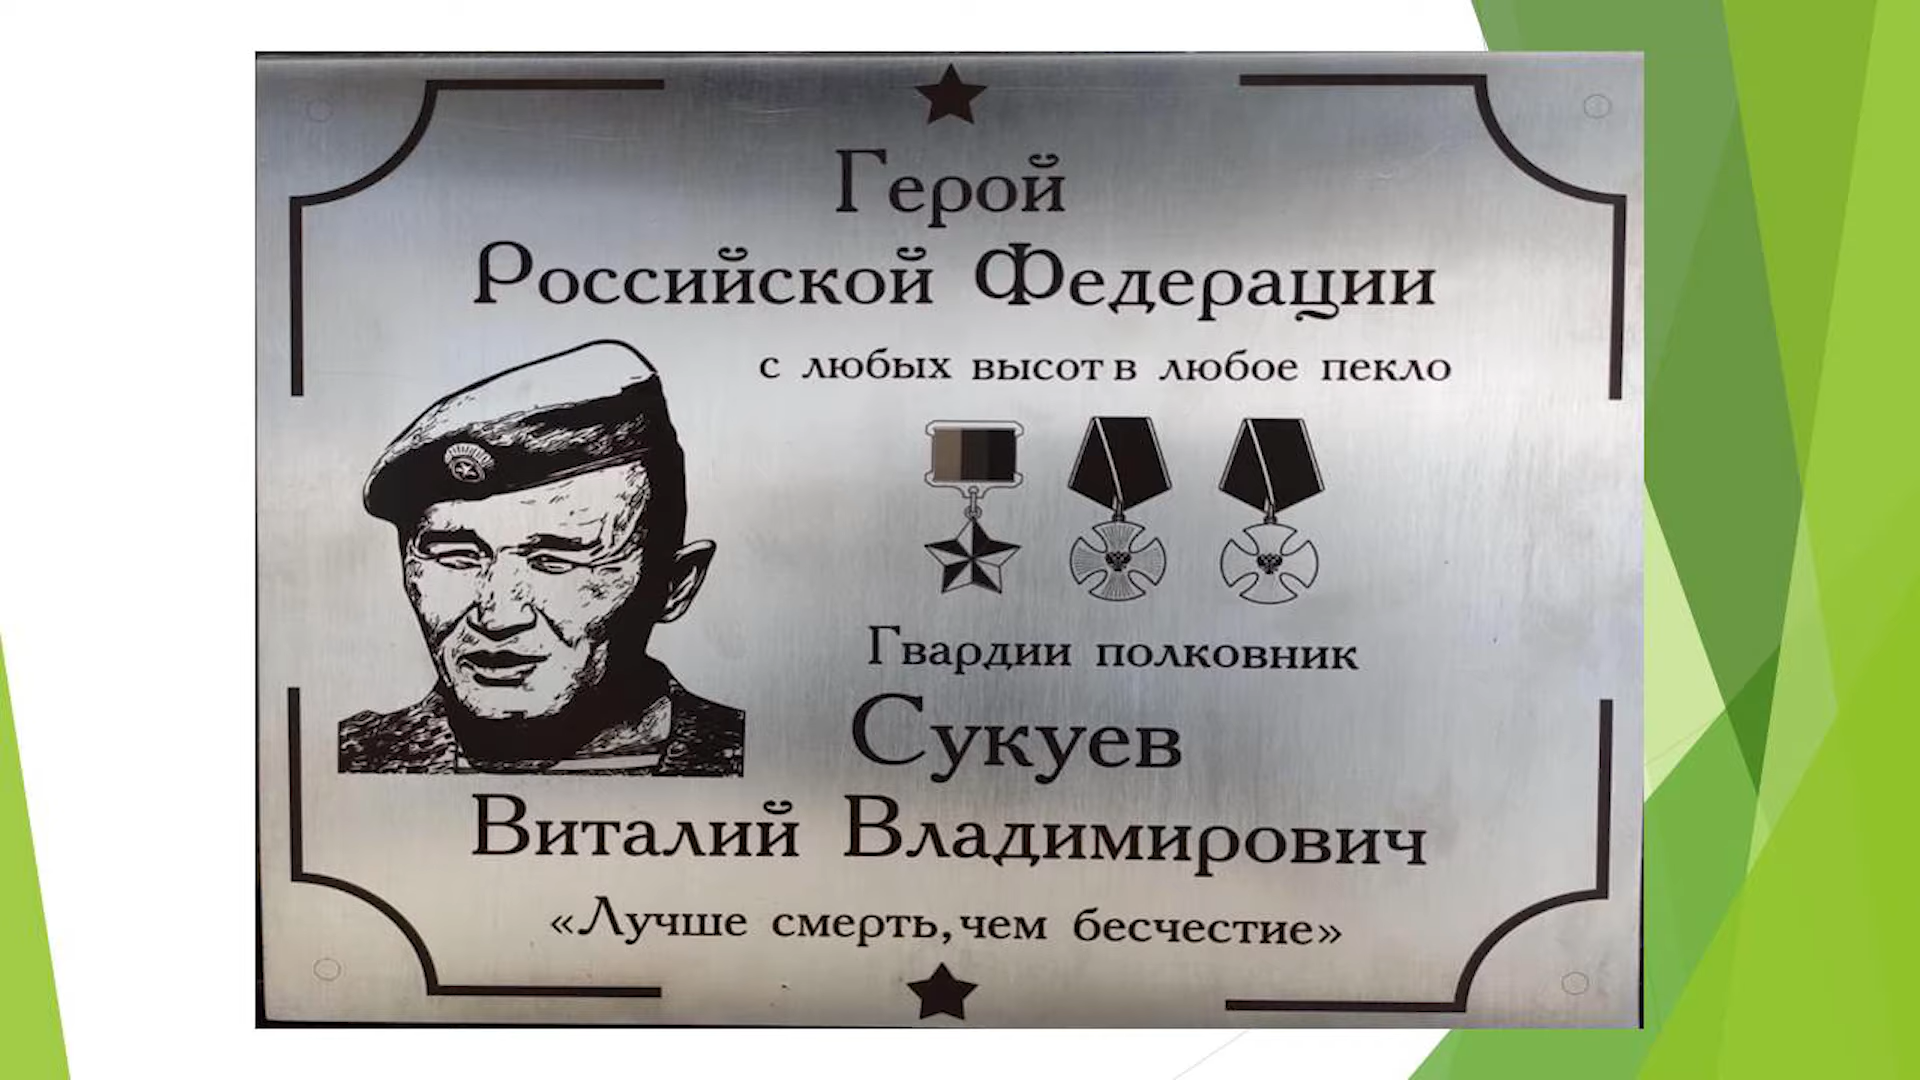 Герой
Российской Федерации
с любых высот в любое пекло
Гвардии полковник
Сукуев
Виталий Владимирович
«Лучше смерть, чем бесчестие»